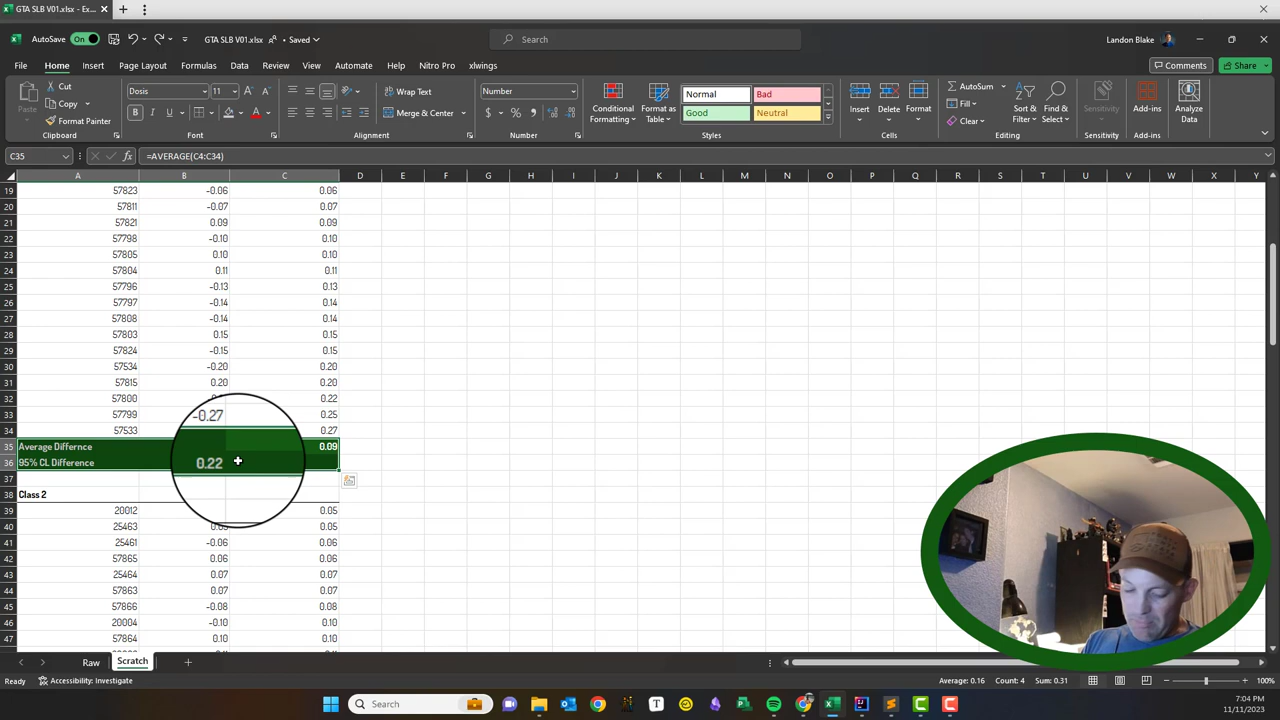 GTA SLB V01.xlsx - Ex...
AutoSave On GTA SLB V01.xlsx • Saved Search Landon Blake
File Home Insert Page Layout Formulas Data Review View Automate Help Nitro Pro xlwings Comments Share
Paste Cut Copy Format Painter Clipboard
Dosis 11 Font
Wrap Text Merge & Center Alignment
Number Number
Conditional Formatting Format as Table Normal Bad Good Neutral Styles
Insert Delete Format Cells
AutoSum Fill Clear Sort & Filter Find & Select Editing
Sensitivity Sensitivity
Add-ins Add-ins
Analyze Data
C35 =AVERAGE(C4:C34)
A B C D E F G H I J K L M N O P Q R S T U V W X Y
19 57823 -0.06 0.06
20 57811 -0.07 0.07
21 57821 0.09 0.09
22 57798 -0.10 0.10
23 57805 0.10 0.10
24 57804 0.11 0.11
25 57796 -0.13 0.13
26 57797 -0.14 0.14
27 57808 -0.14 0.14
28 57803 0.15 0.15
29 57824 -0.15 0.15
30 57534 -0.20 0.20
31 57815 0.20 0.20
32 57800 0.22
33 57799 -0.27 0.25
34 57533 0.27
35 Average Differnce 0.09
36 95% CL Difference 0.22
37
38 Class 2
39 20012 0.05
40 25463 0.05
41 25461 -0.06 0.06
42 57865 0.06 0.06
43 25464 0.07 0.07
44 57863 0.07 0.07
45 57866 -0.08 0.08
46 20004 -0.10 0.10
47 57864 0.10 0.10
Raw Scratch
Ready Accessibility: Investigate Average: 0.16 Count: 4 Sum: 0.31 100%
Search 7:04 PM
11/11/2023